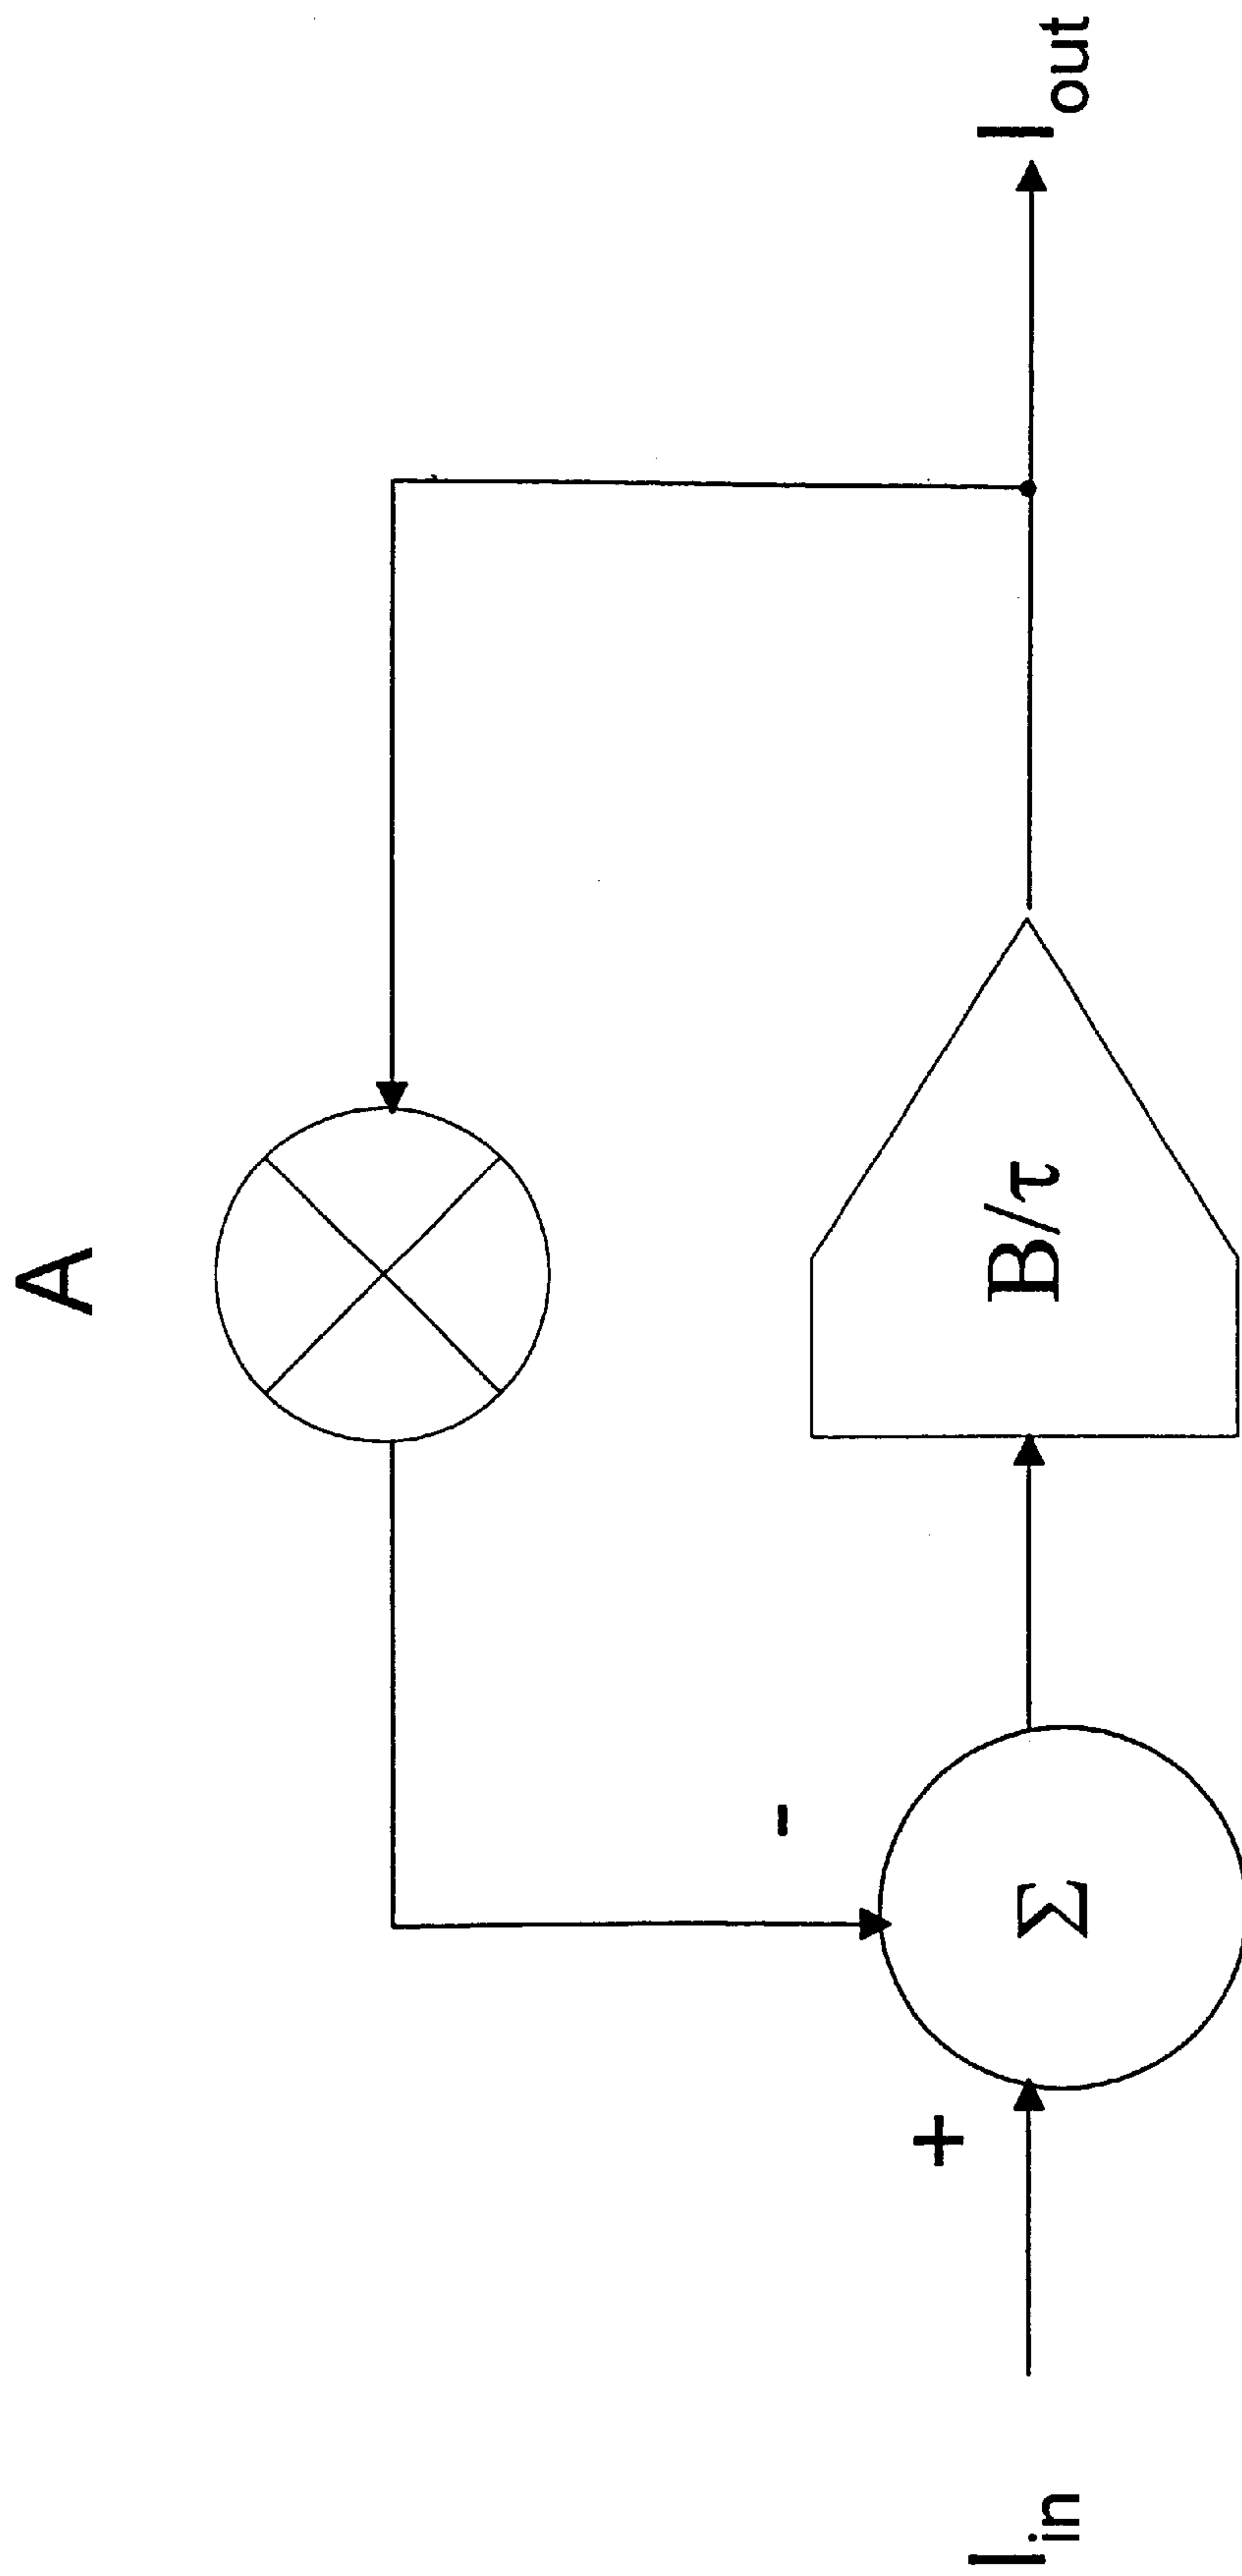 A
-
+
Σ
B/τ
I_in
I_out